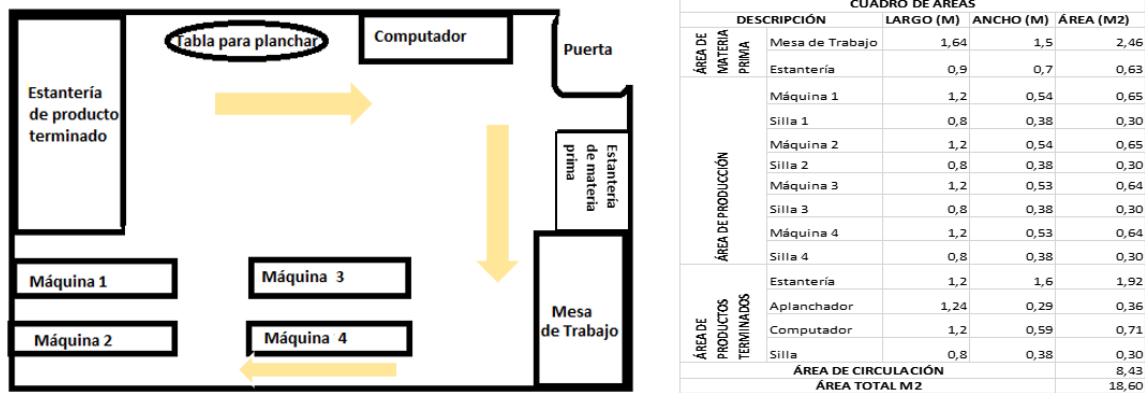 Tabla para planchar
Computador
Puerta
Estantería
de producto
terminado
Estantería
de materia
prima
Máquina 1
Máquina 3
Máquina 2
Máquina 4
Mesa
de Trabajo
CUADRO DE ÁREAS
DESCRIPCIÓN LARGO (M) ANCHO (M) ÁREA (M2)
ÁREA DE
MATERIA
PRIMA
Mesa de Trabajo 1,64 1,5 2,46
Estantería 0,9 0,7 0,63
ÁREA DE PRODUCCIÓN
Máquina 1 1,2 0,54 0,65
Silla 1 0,8 0,38 0,30
Máquina 2 1,2 0,54 0,65
Silla 2 0,8 0,38 0,30
Máquina 3 1,2 0,53 0,64
Silla 3 0,8 0,38 0,30
Máquina 4 1,2 0,53 0,64
Silla 4 0,8 0,38 0,30
ÁREA DE
PRODUCTOS
TERMINADOS
Estantería 1,2 1,6 1,92
Aplanchador 1,24 0,29 0,36
Computador 1,2 0,59 0,71
Silla 0,8 0,38 0,30
ÁREA DE CIRCULACIÓN 8,43
ÁREA TOTAL M2 18,60